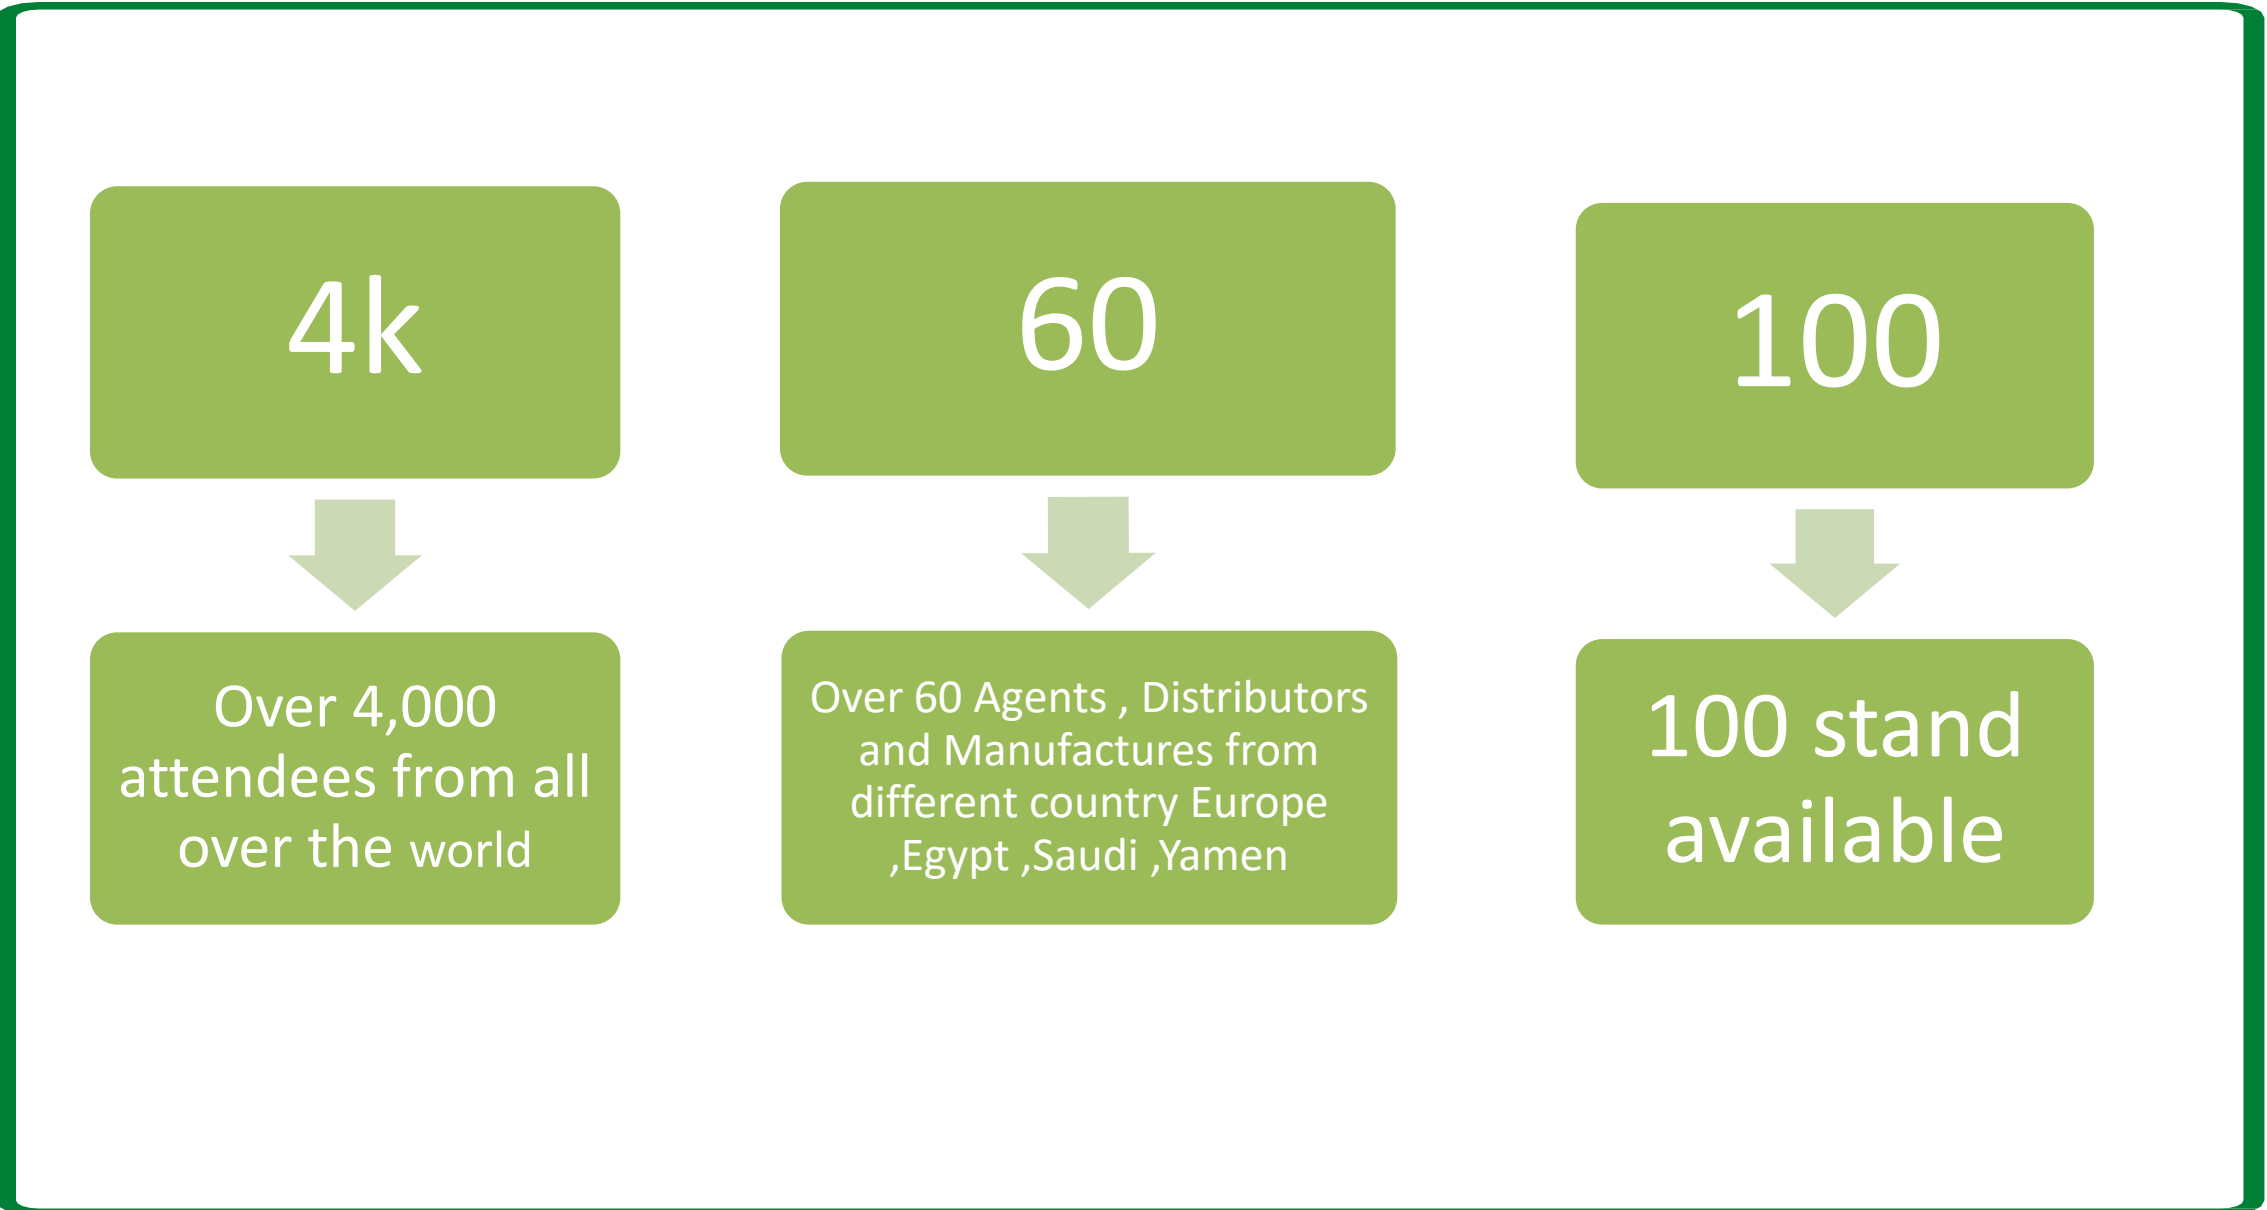 4k
60
100
Over 4,000
attendees from all
over the world
Over 60 Agents , Distributors
and Manufactures from
different country Europe
,Egypt ,Saudi ,Yamen
100 stand
available